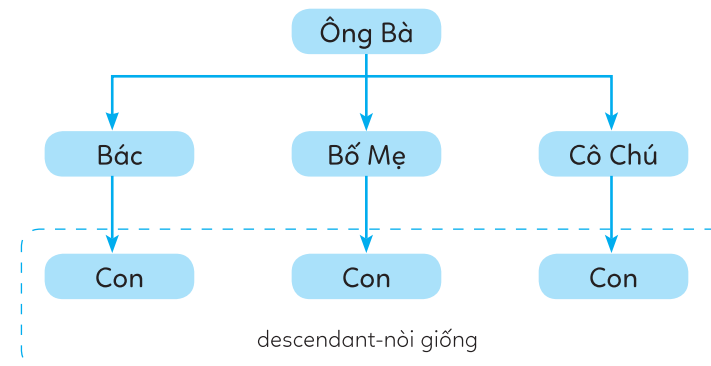 Ông Bà
Bác
Bố Mẹ
Cô Chú
Con
Con
Con
descendant-nòi giống